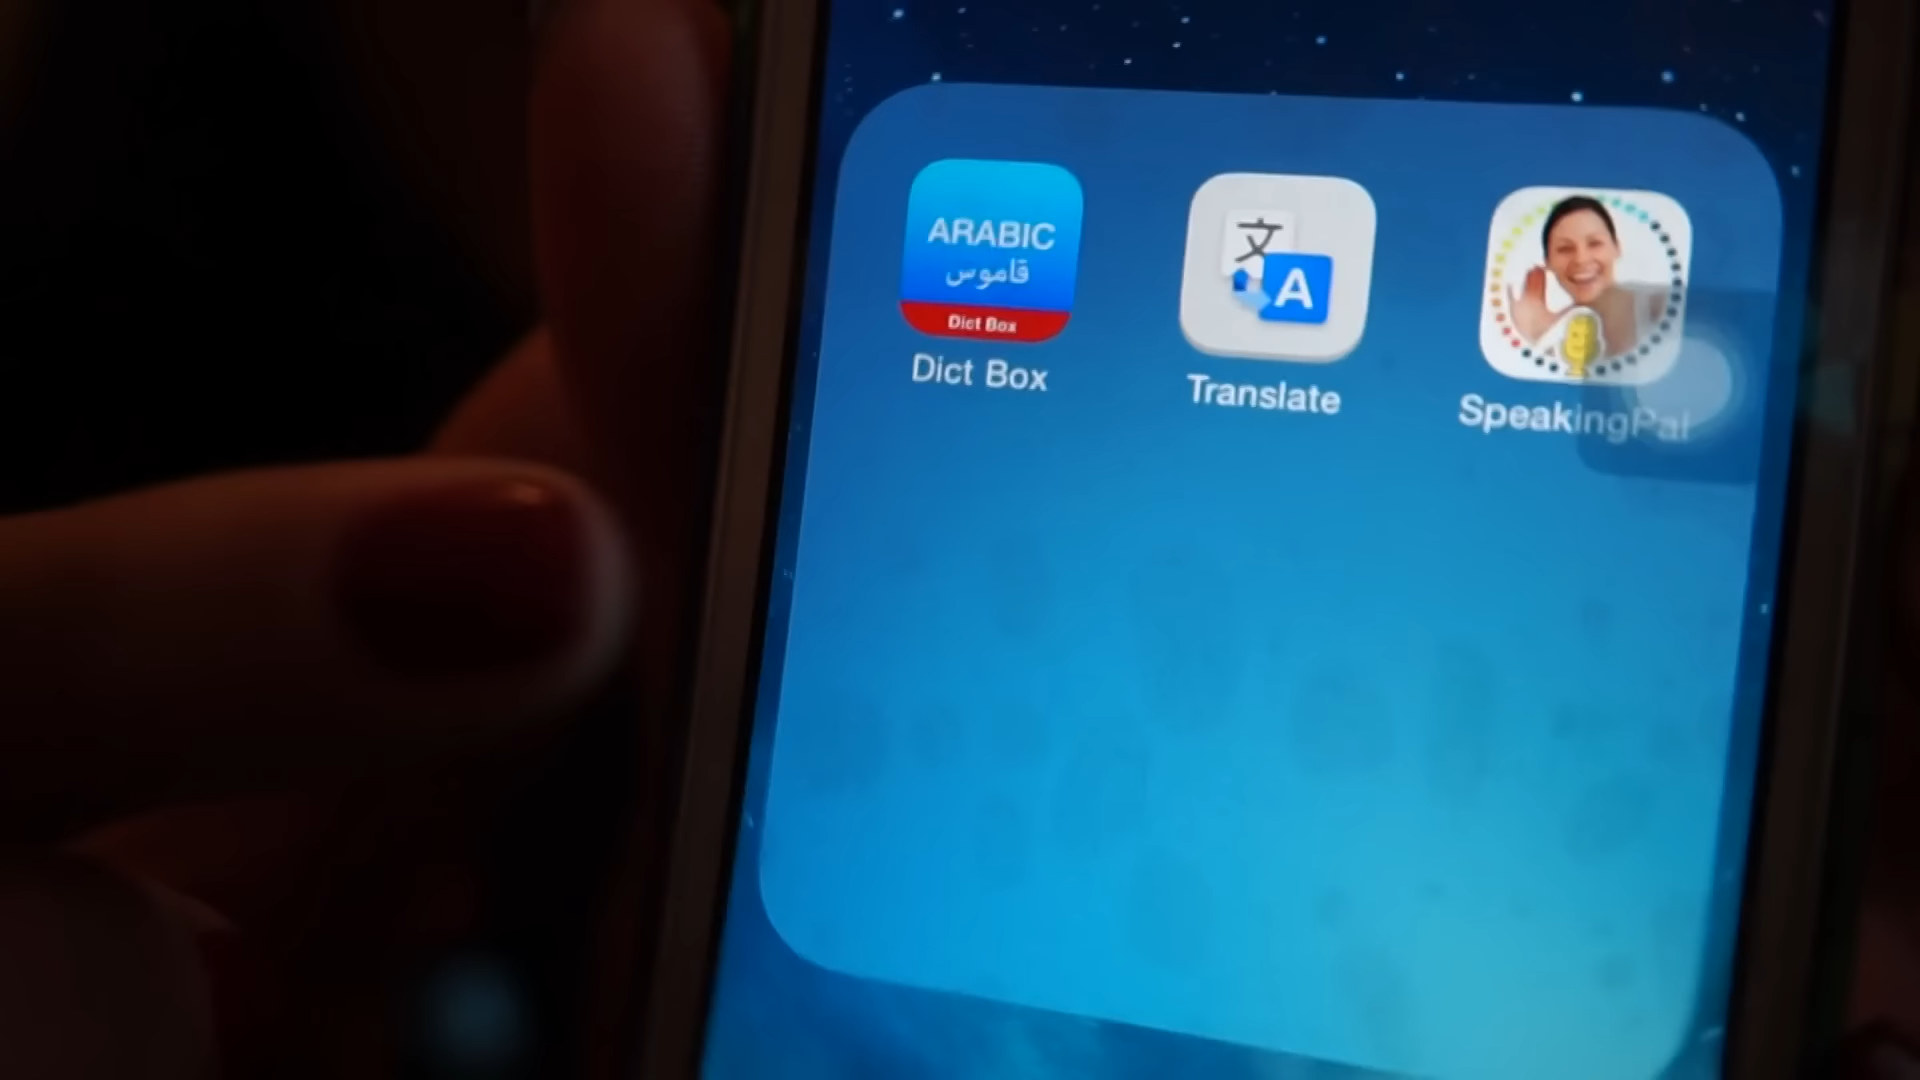 ARABIC
قاموس
Dict Box
Dict Box
文
A
Translate
SpeakingPal